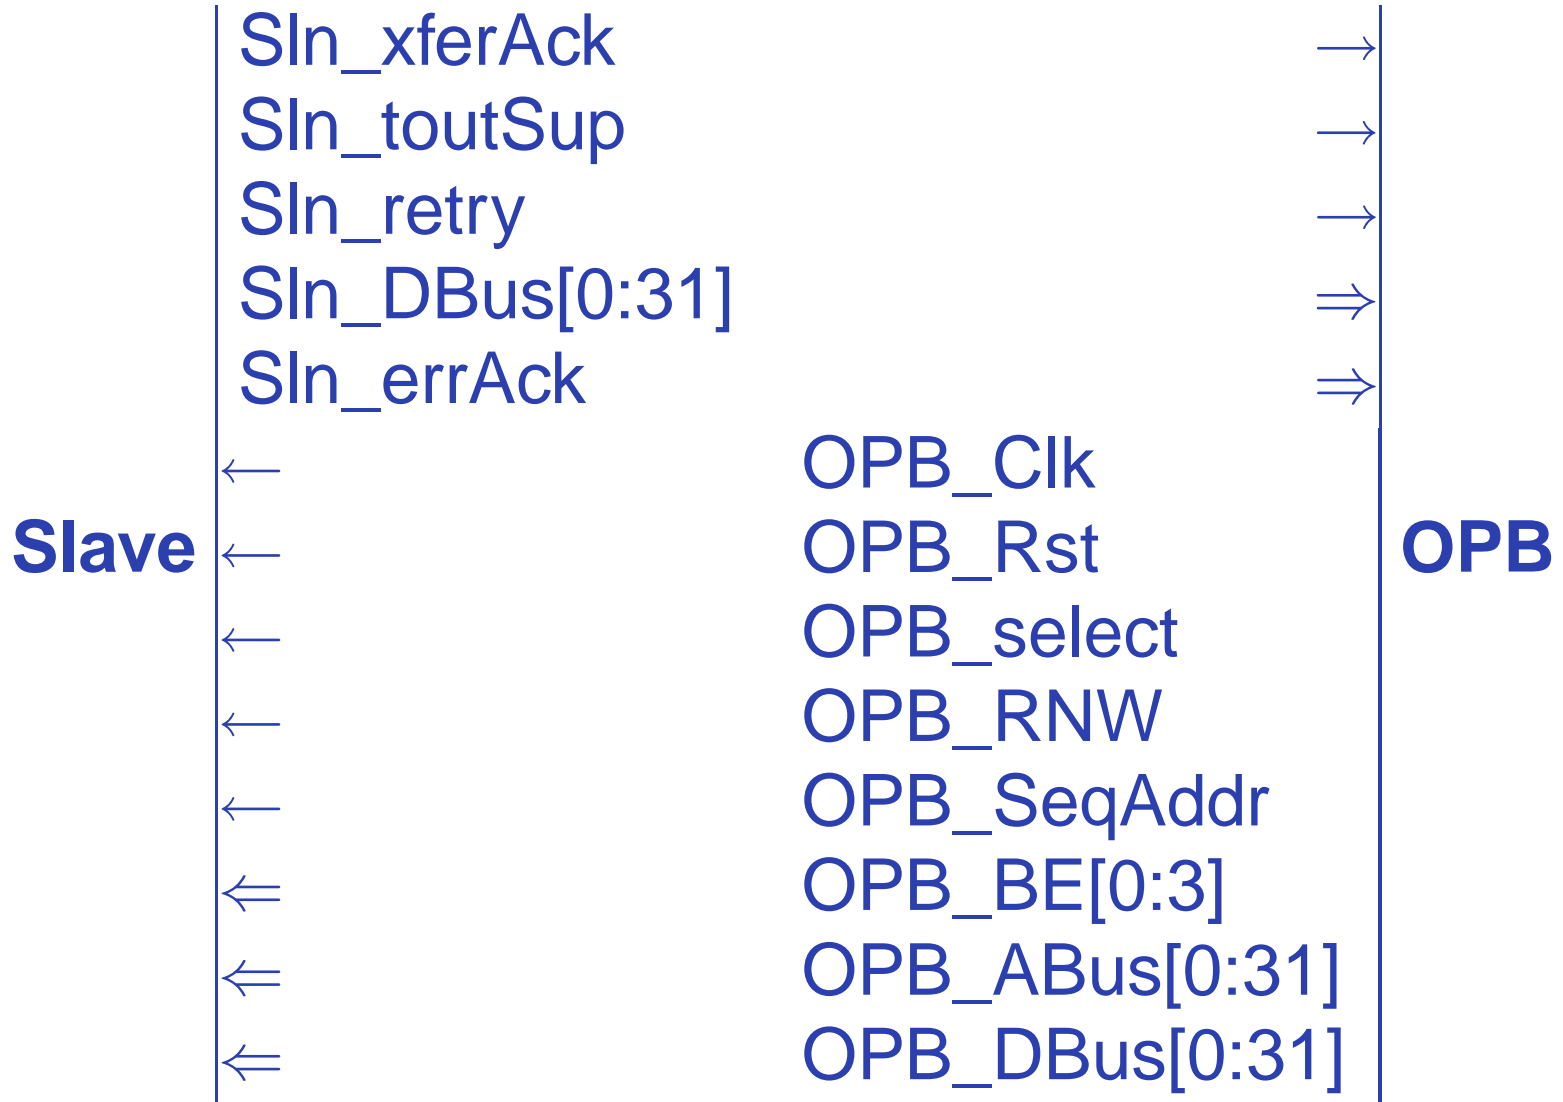 Sln_xferAck →
Sln_toutSup →
Sln_retry →
Sln_DBus[0:31] ⇒
Sln_errAck ⇒
← OPB_Clk
Slave ← OPB_Rst OPB
← OPB_select
← OPB_RNW
← OPB_SeqAddr
⇐ OPB_BE[0:3]
⇐ OPB_ABus[0:31]
⇐ OPB_DBus[0:31]